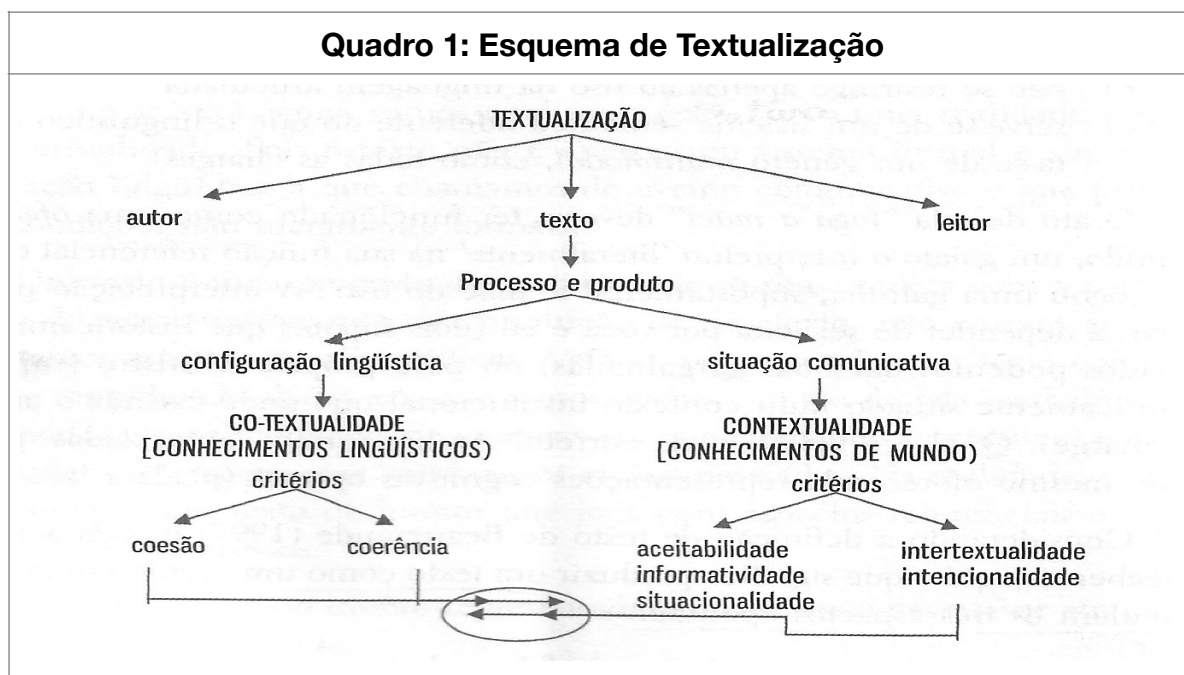 Quadro 1: Esquema de Textualização
TEXTUALIZAÇÃO
autor texto leitor
Processo produto
configuração lingüística situação comunicativa
CO-TEXTUALIDADE CONTEXTUALIDADE
[CONHECIMENTOS LINGÜÍSTICOS) [CONHECIMENTOS DE MUNDO)
critérios critérios
coesão coerência aceitabilidade intertextualidade
informatividade intencionalidade
situacionalidade